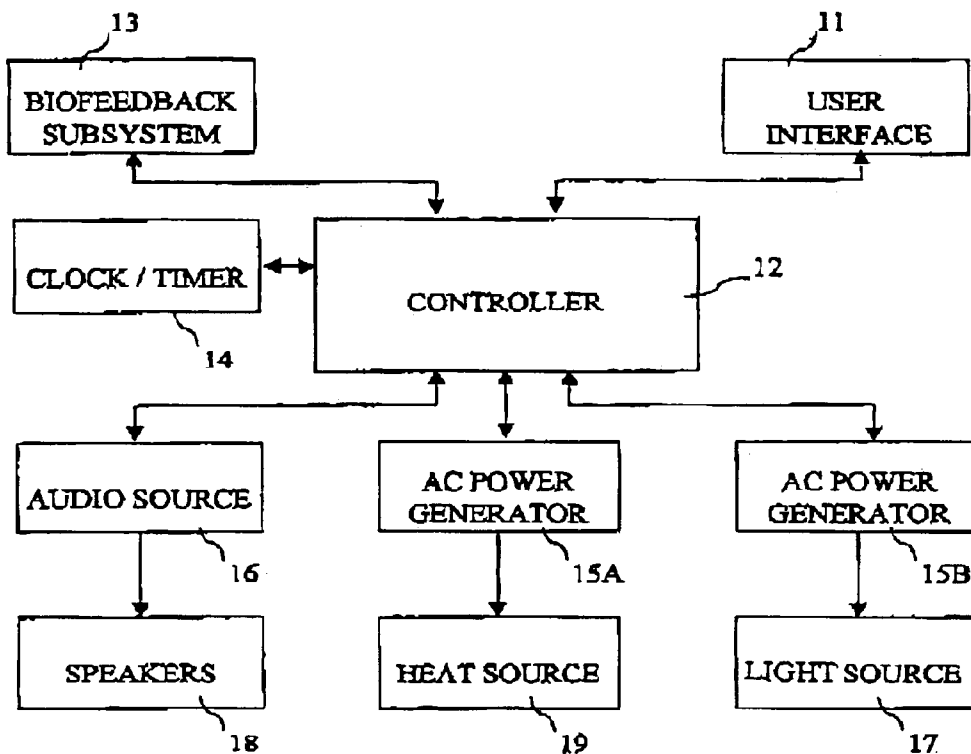 13
11
BIOFEEDBACK
SUBSYSTEM
USER
INTERFACE
CLOCK / TIMER
14
CONTROLLER
12
AUDIO SOURCE
16
AC POWER
GENERATOR
15A
AC POWER
GENERATOR
15B
SPEAKERS
18
HEAT SOURCE
19
LIGHT SOURCE
17